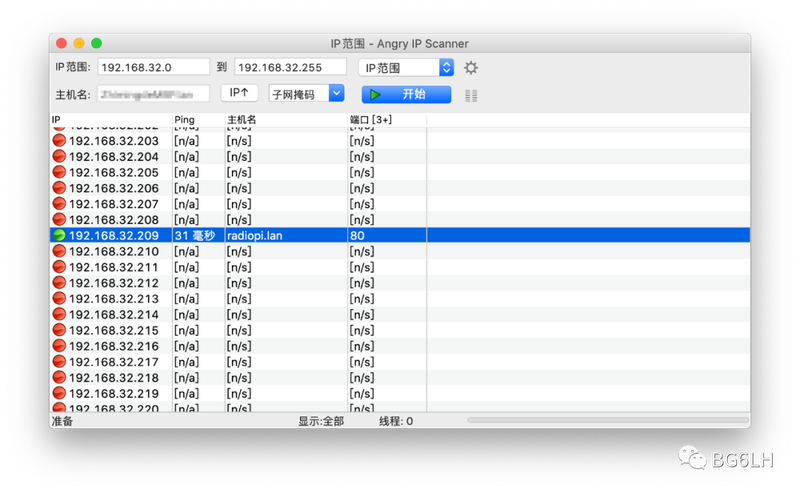 IP范围 - Angry IP Scanner
IP范围: 192.168.32.0 到 192.168.32.255 IP范围
主机名: IP↑ 子网掩码 开始
IP Ping 主机名 端口 [3+]
192.168.32.202 [n/a] [n/s] [n/s]
192.168.32.203 [n/a] [n/s] [n/s]
192.168.32.204 [n/a] [n/s] [n/s]
192.168.32.205 [n/a] [n/s] [n/s]
192.168.32.206 [n/a] [n/s] [n/s]
192.168.32.207 [n/a] [n/s] [n/s]
192.168.32.208 [n/a] [n/s] [n/s]
192.168.32.209 31 毫秒 radiopi.lan 80
192.168.32.210 [n/a] [n/s] [n/s]
192.168.32.211 [n/a] [n/s] [n/s]
192.168.32.212 [n/a] [n/s] [n/s]
192.168.32.213 [n/a] [n/s] [n/s]
192.168.32.214 [n/a] [n/s] [n/s]
192.168.32.215 [n/a] [n/s] [n/s]
192.168.32.216 [n/a] [n/s] [n/s]
192.168.32.217 [n/a] [n/s] [n/s]
192.168.32.218 [n/a] [n/s] [n/s]
192.168.32.219 [n/a] [n/s] [n/s]
192.168.32.220 [n/a] [n/s] [n/s]
准备 显示:全部 线程: 0
BG6LH